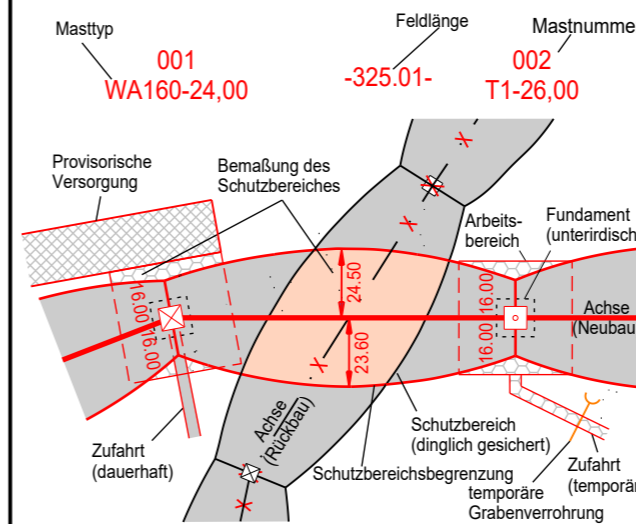 Masttyp
Feldlänge
Mastnumme
001
WA160-24,00
-325.01-
002
T1-26,00
Provisorische
Versorgung
Bemaßung des
Schutzbereiches
Arbeits-
bereich
Fundament
(unterirdisch
16.00
16.00
24.50
23.60
16.00
16.00
Achse
(Neubau
Achse
(Rückbau)
Zufahrt
(dauerhaft)
Schutzbereich
(dinglich gesichert)
Schutzbereichsbegrenzung
temporäre
Grabenverrohrung
Zufahrt
(temporä